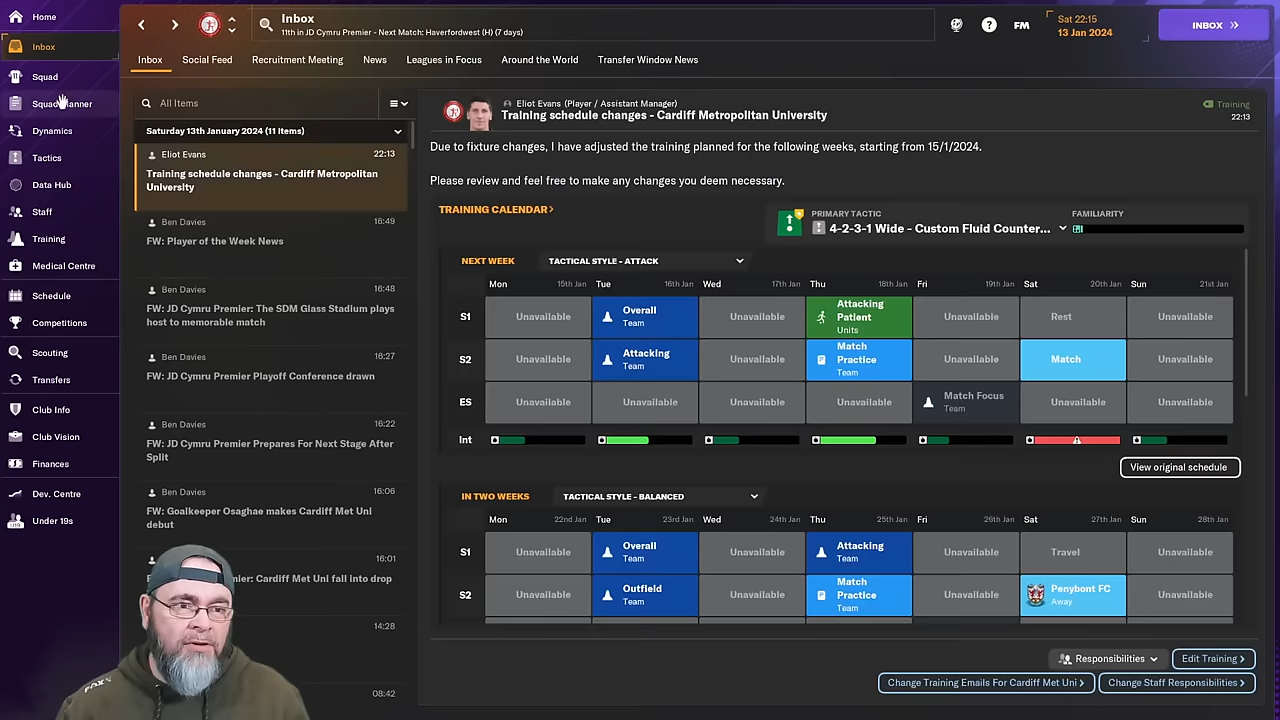 Home
Inbox
Squad
Squad Planner
Dynamics
Tactics
Data Hub
Staff
Training
Medical Centre
Schedule
Competitions
Scouting
Transfers
Club Info
Club Vision
Finances
Dev. Centre
Under 19s
Inbox
11th in JD Cymru Premier - Next Match: Haverfordwest (H) (7 days)
FM
Sat 22:15
13 Jan 2024
INBOX
Inbox Social Feed Recruitment Meeting News Leagues in Focus Around the World Transfer Window News
All Items
Saturday 13th January 2024 (11 Items)
Eliot Evans 22:13
Training schedule changes - Cardiff Metropolitan
University
Ben Davies 16:49
FW: Player of the Week News
Ben Davies 16:48
FW: JD Cymru Premier: The SDM Glass Stadium plays
host to memorable match
Ben Davies 16:27
FW: JD Cymru Premier Playoff Conference drawn
Ben Davies 16:22
FW: JD Cymru Premier Prepares For Next Stage After
Split
Ben Davies 16:06
FW: Goalkeeper Osaghae makes Cardiff Met Uni
debut
16:01
emier: Cardiff Met Uni fall into drop
14:28
08:42
Eliot Evans (Player / Assistant Manager)
Training schedule changes - Cardiff Metropolitan University
Training
22:13
Due to fixture changes, I have adjusted the training planned for the following weeks, starting from 15/1/2024.
Please review and feel free to make any changes you deem necessary.
TRAINING CALENDAR
PRIMARY TACTIC
4-2-3-1 Wide - Custom Fluid Counter...
FAMILIARITY
NEXT WEEK TACTICAL STYLE - ATTACK
Mon 15th Jan Tue 16th Jan Wed 17th Jan Thu 18th Jan Fri 19th Jan Sat 20th Jan Sun 21st Jan
S1 Unavailable Overall Team Unavailable Attacking Patient Units Unavailable Rest Unavailable
S2 Unavailable Attacking Team Unavailable Match Practice Team Unavailable Match Unavailable
ES Unavailable Unavailable Unavailable Unavailable Match Focus Team Unavailable Unavailable
Int
View original schedule
IN TWO WEEKS TACTICAL STYLE - BALANCED
Mon 22nd Jan Tue 23rd Jan Wed 24th Jan Thu 25th Jan Fri 26th Jan Sat 27th Jan Sun 28th Jan
S1 Unavailable Overall Team Unavailable Attacking Team Unavailable Travel Unavailable
S2 Unavailable Outfield Team Unavailable Match Practice Team Unavailable Penybont FC Away Unavailable
Responsibilities
Edit Training
Change Training Emails For Cardiff Met Uni
Change Staff Responsibilities